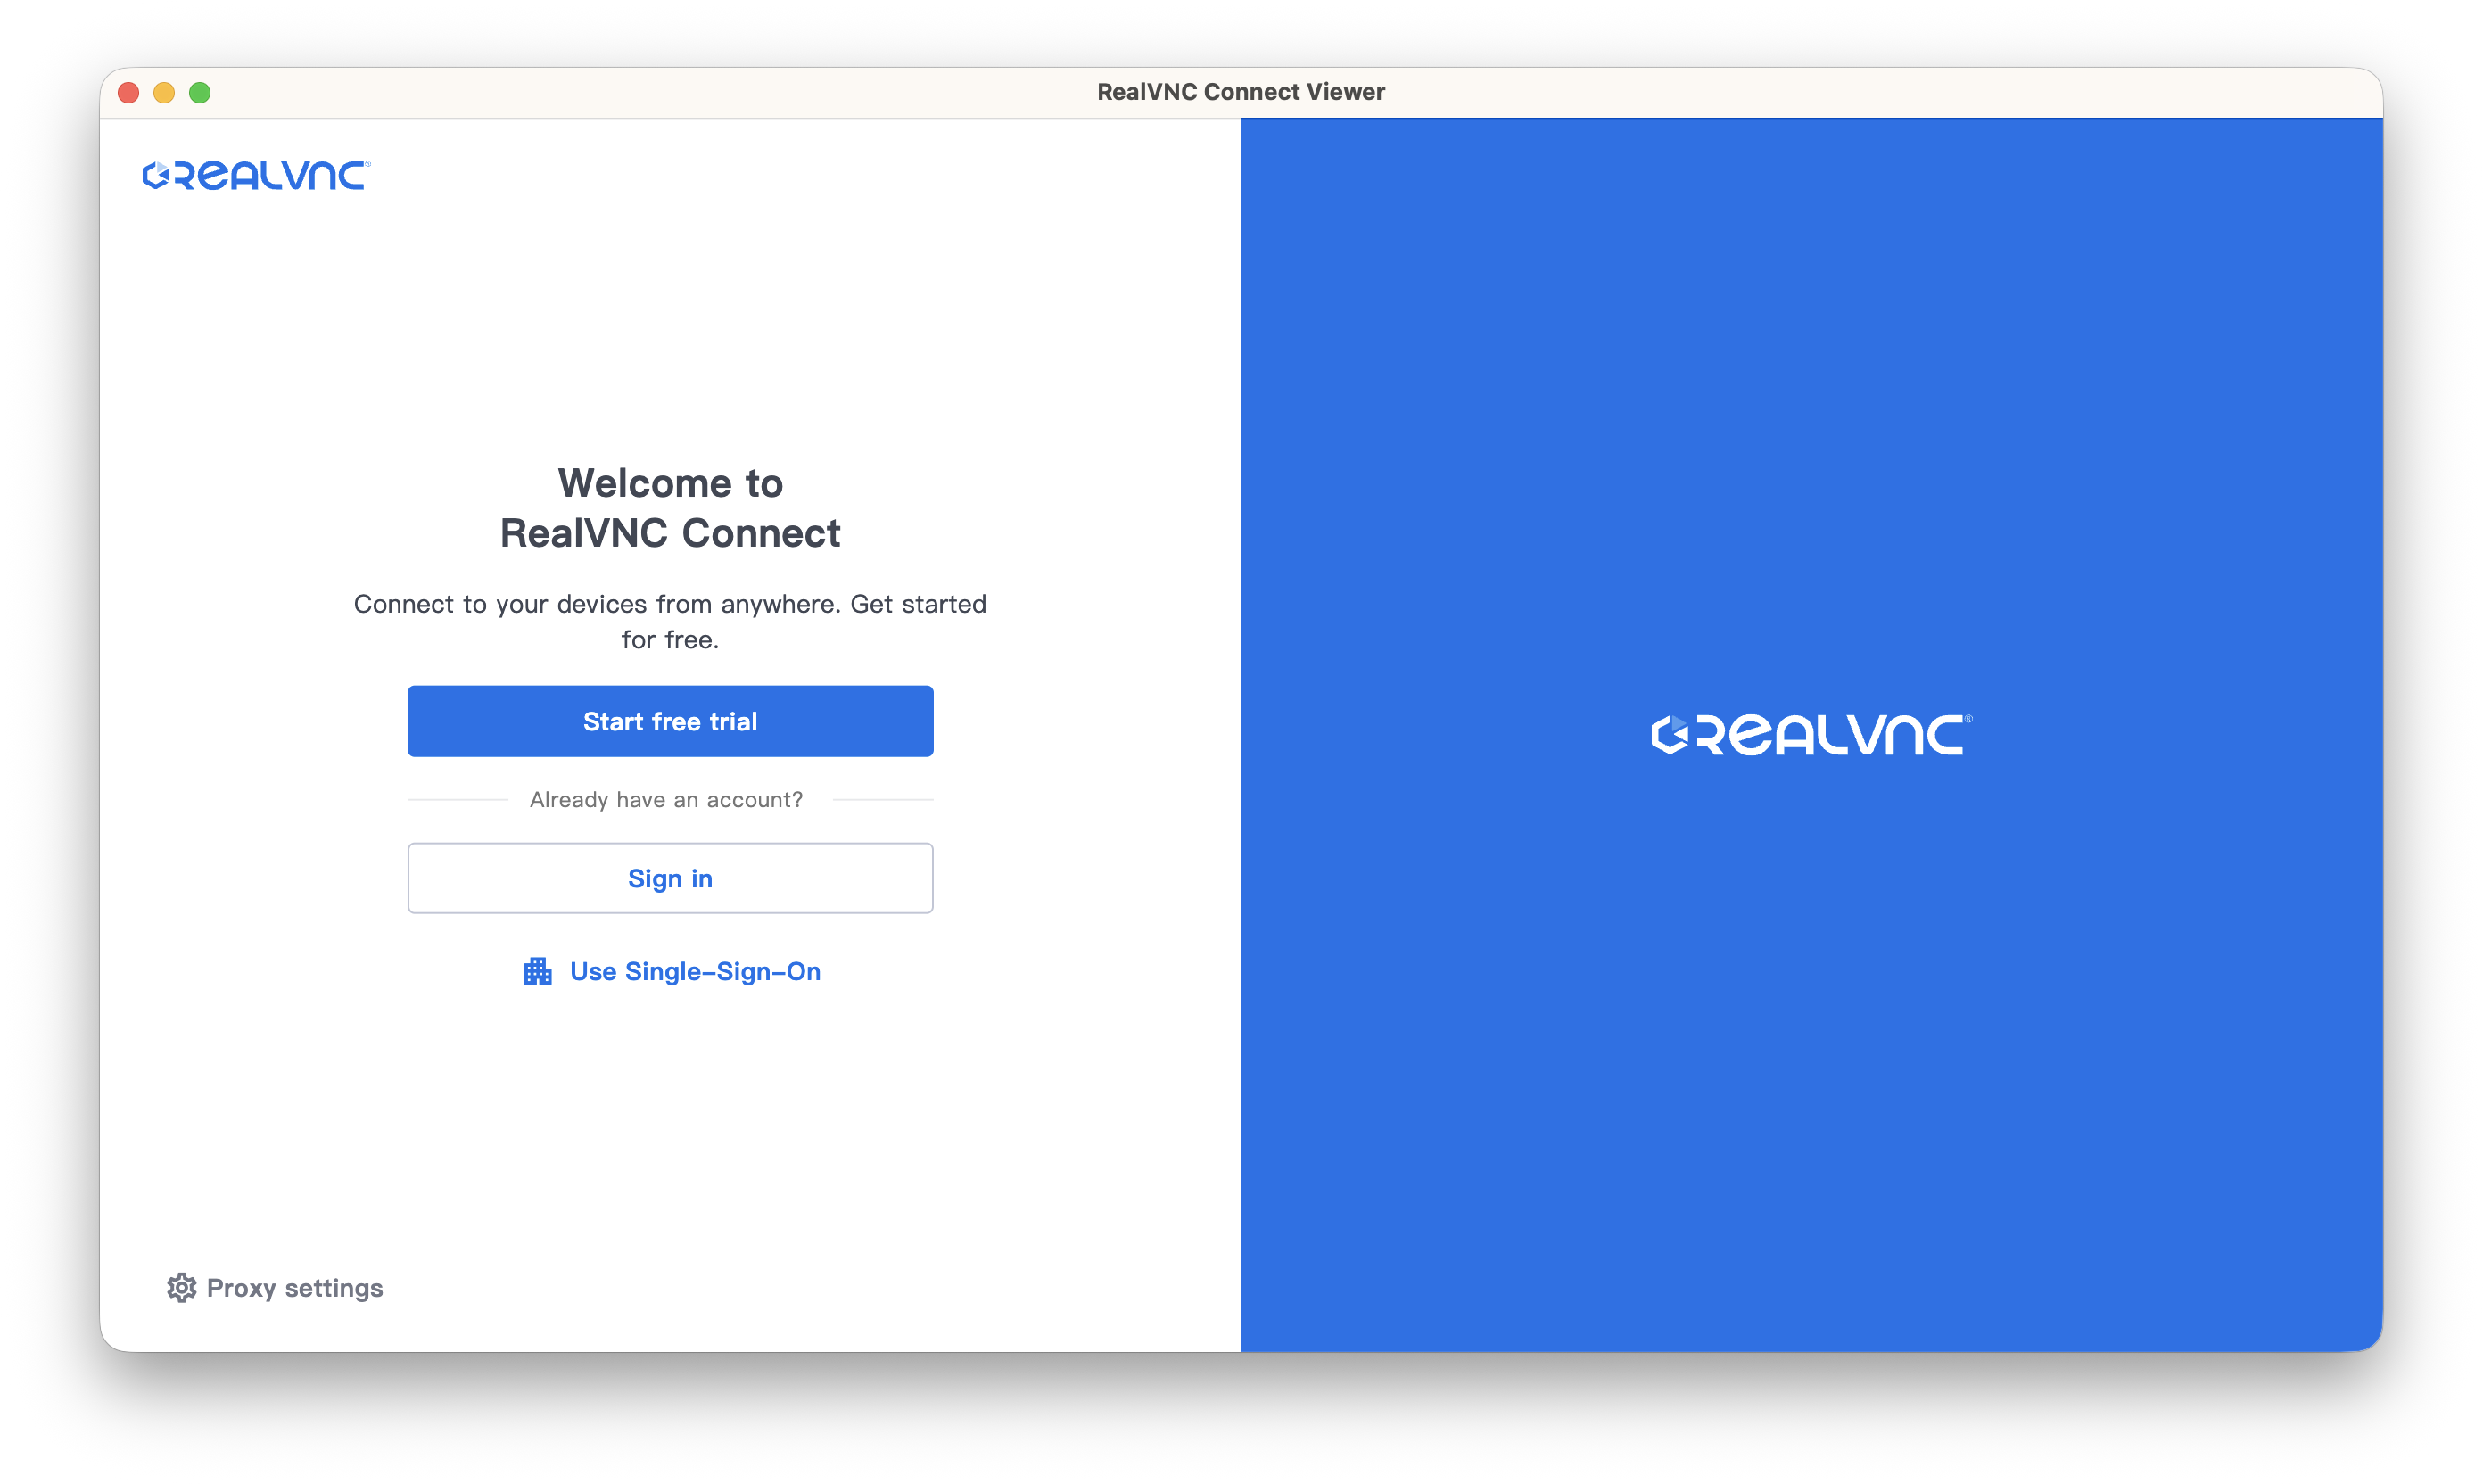 RealVNC Connect Viewer
REALVNC®
Welcome to
RealVNC Connect
Connect to your devices from anywhere. Get started
for free.
Start free trial
Already have an account?
Sign in
Use Single-Sign-On
Proxy settings
REALVNC®